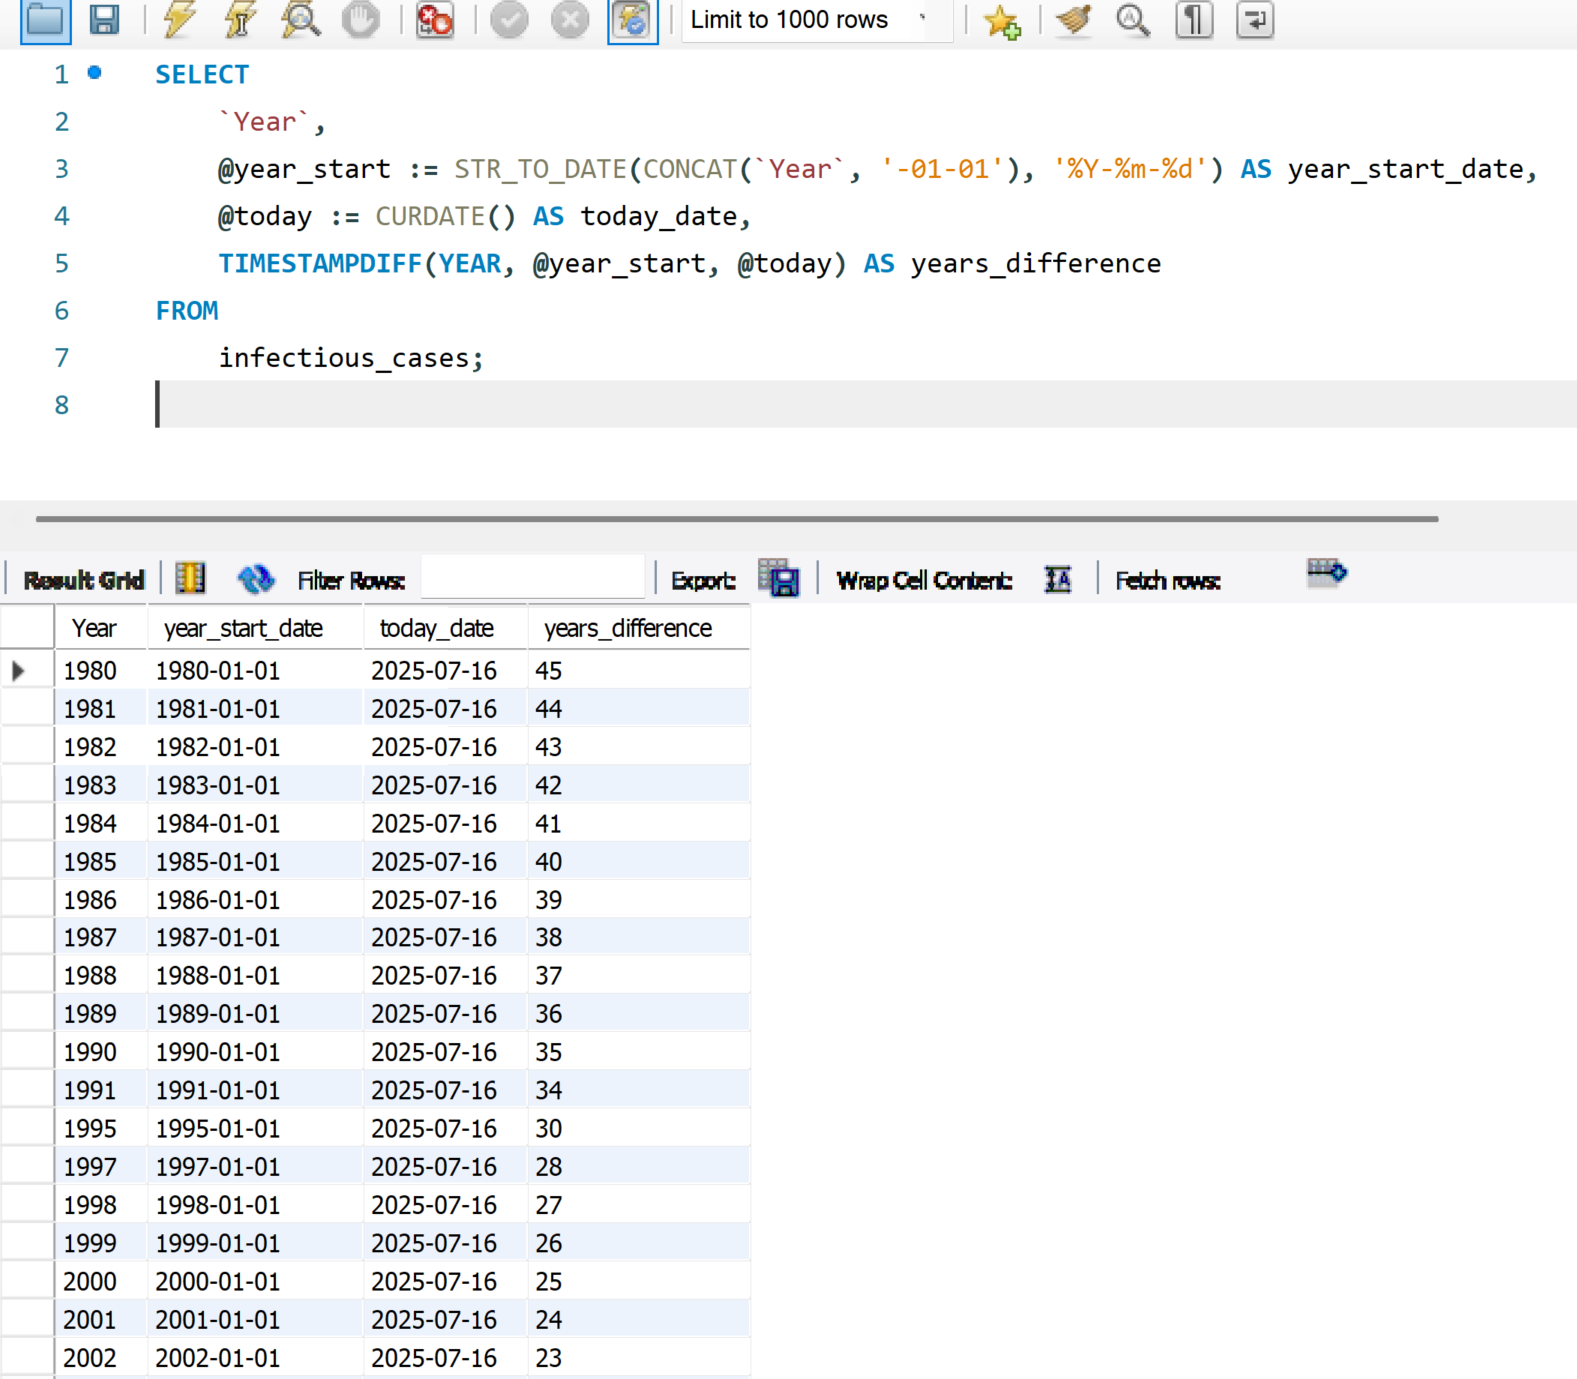 Limit to 1000 rows
1 SELECT
2 `Year`,
3 @year_start := STR_TO_DATE(CONCAT(`Year`, '-01-01'), '%Y-%m-%d') AS year_start_date,
4 @today := CURDATE() AS today_date,
5 TIMESTAMPDIFF(YEAR, @year_start, @today) AS years_difference
6 FROM
7 infectious_cases;
8
Result Grid Filter Rows: Export: Wrap Cell Content: Fetch rows:
Year year_start_date today_date years_difference
1980 1980-01-01 2025-07-16 45
1981 1981-01-01 2025-07-16 44
1982 1982-01-01 2025-07-16 43
1983 1983-01-01 2025-07-16 42
1984 1984-01-01 2025-07-16 41
1985 1985-01-01 2025-07-16 40
1986 1986-01-01 2025-07-16 39
1987 1987-01-01 2025-07-16 38
1988 1988-01-01 2025-07-16 37
1989 1989-01-01 2025-07-16 36
1990 1990-01-01 2025-07-16 35
1991 1991-01-01 2025-07-16 34
1995 1995-01-01 2025-07-16 30
1997 1997-01-01 2025-07-16 28
1998 1998-01-01 2025-07-16 27
1999 1999-01-01 2025-07-16 26
2000 2000-01-01 2025-07-16 25
2001 2001-01-01 2025-07-16 24
2002 2002-01-01 2025-07-16 23